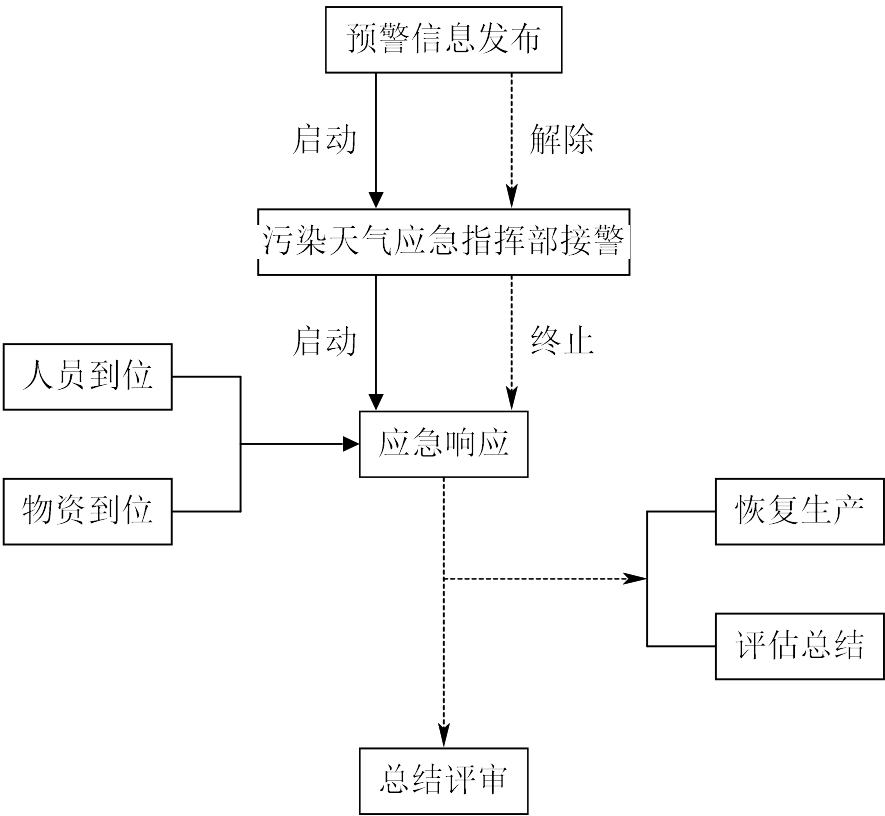 预警信息发布
启动
解除
污染天气应急指挥部接警
启动
终止
人员到位
应急响应
物资到位
恢复生产
评估总结
总结评审